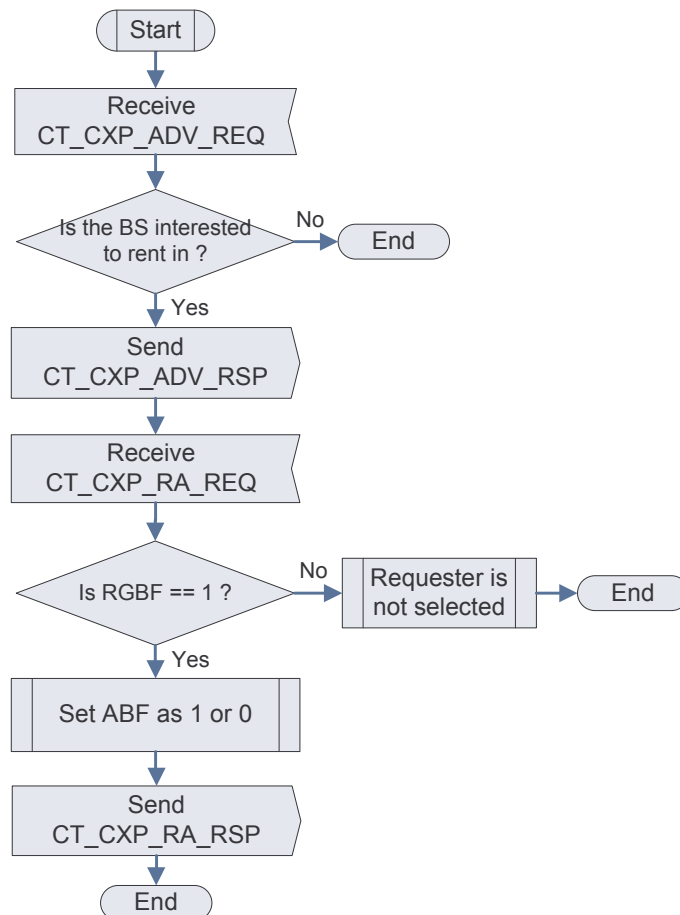 Start
Receive
CT_CXP_ADV_REQ
Is the BS interested
to rent in ?
No
End
Yes
Send
CT_CXP_ADV_RSP
Receive
CT_CXP_RA_REQ
Is RGBF == 1 ?
No
Requester is
not selected
End
Yes
Set ABF as 1 or 0
Send
CT_CXP_RA_RSP
End